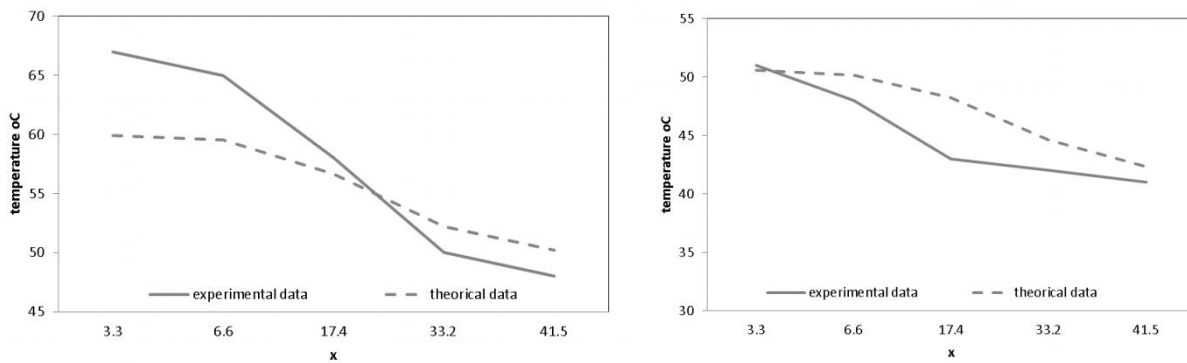 70
65
60
55
50
45
temperature oC
experimental data
theorical data
3.3 6.6 17.4 33.2 41.5
x
55
50
45
40
35
30
temperature oC
experimental data
theorical data
3.3 6.6 17.4 33.2 41.5
x